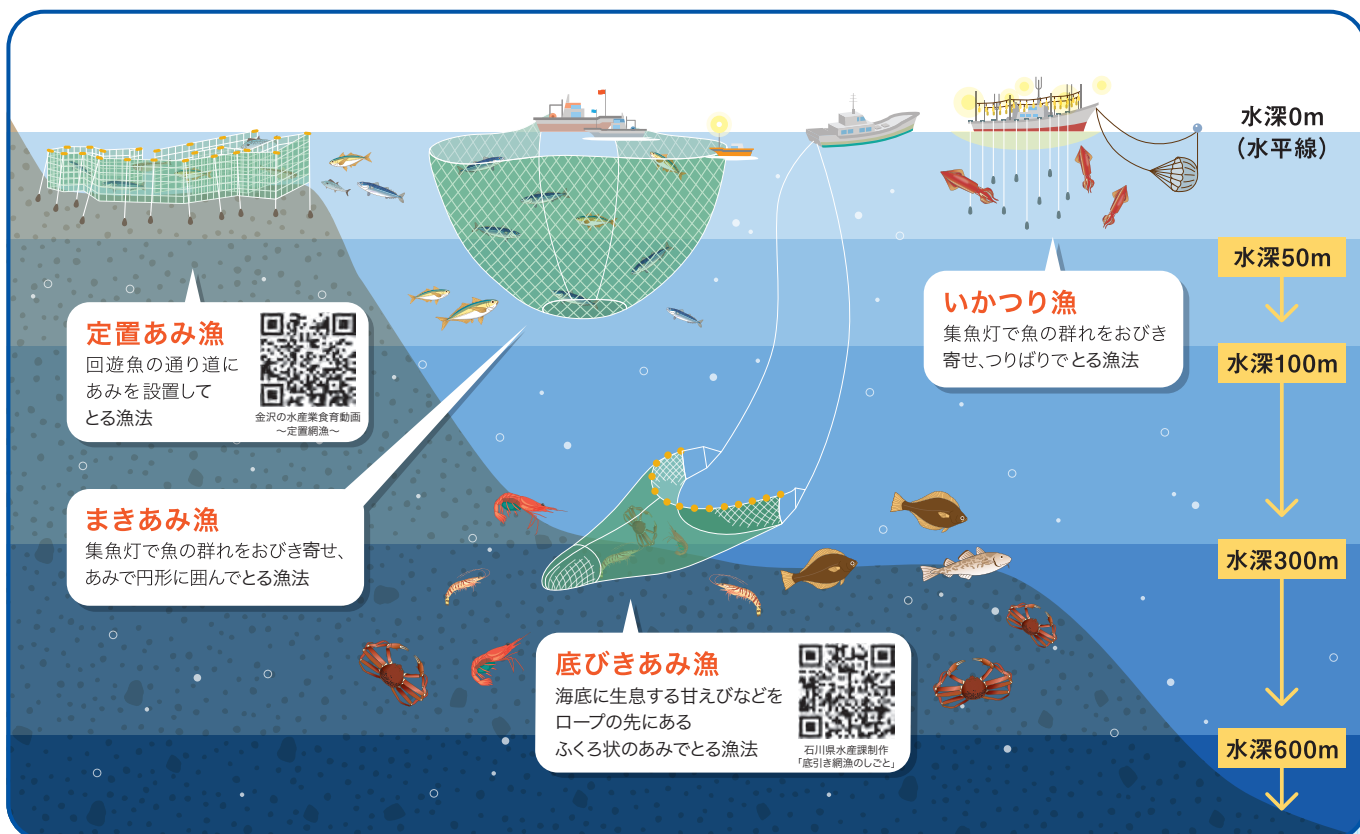 水深0m
（水平線）
水深50m
水深100m
水深300m
水深600m
定置あみ漁
回遊魚の通り道に
あみを設置して
とる漁法
金沢の水産業食育動画
～定置網漁～
まきあみ漁
集魚灯で魚の群れをおびき寄せ、
あみで円形に囲んでとる漁法
いかつり漁
集魚灯で魚の群れをおびき
寄せ、つりばりでとる漁法
底びきあみ漁
海底に生息する甘えびなどを
ロープの先にある
ふくろ状のあみでとる漁法
石川県水産課制作
「底引き網漁のしごと」